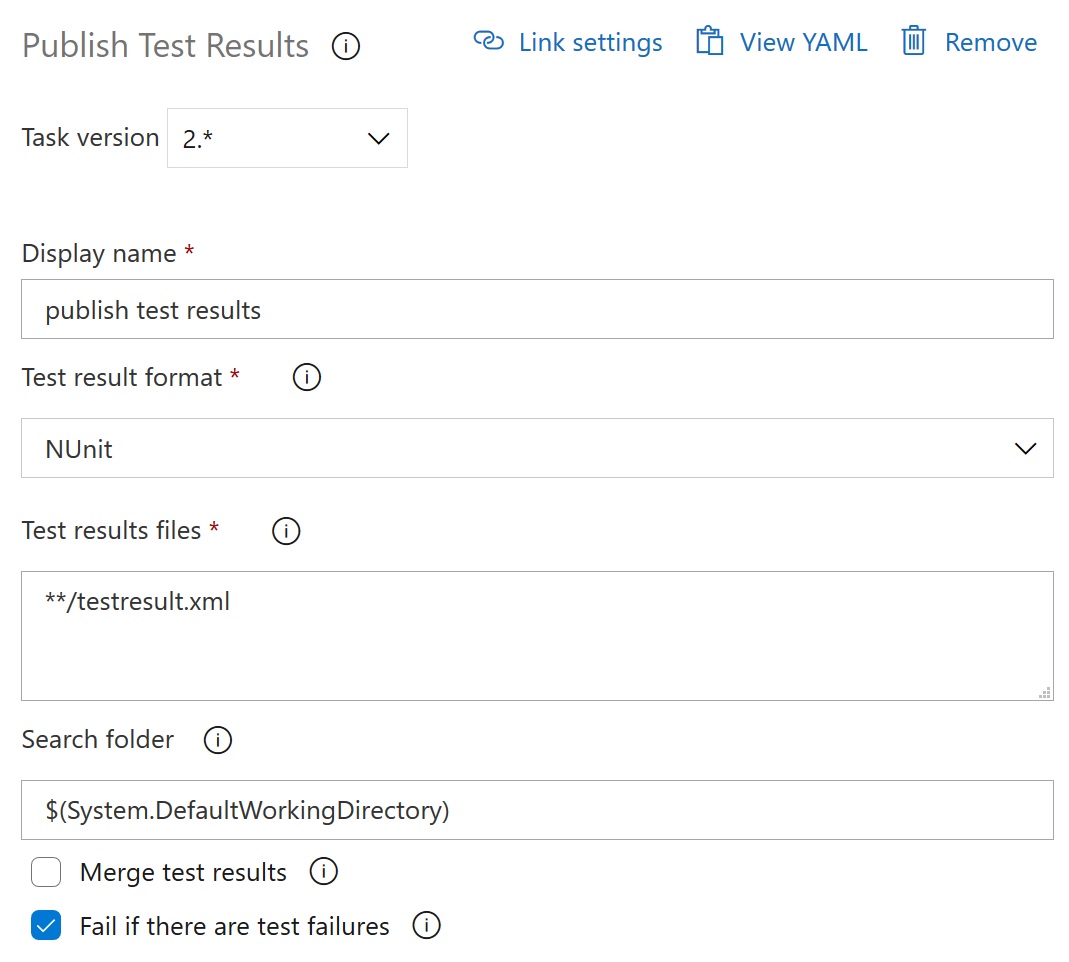 Publish Test Results
Link settings
View YAML
Remove
Task version 2.*
Display name *
publish test results
Test result format *
NUnit
Test results files *
**/testresult.xml
Search folder
$(System.DefaultWorkingDirectory)
Merge test results
Fail if there are test failures